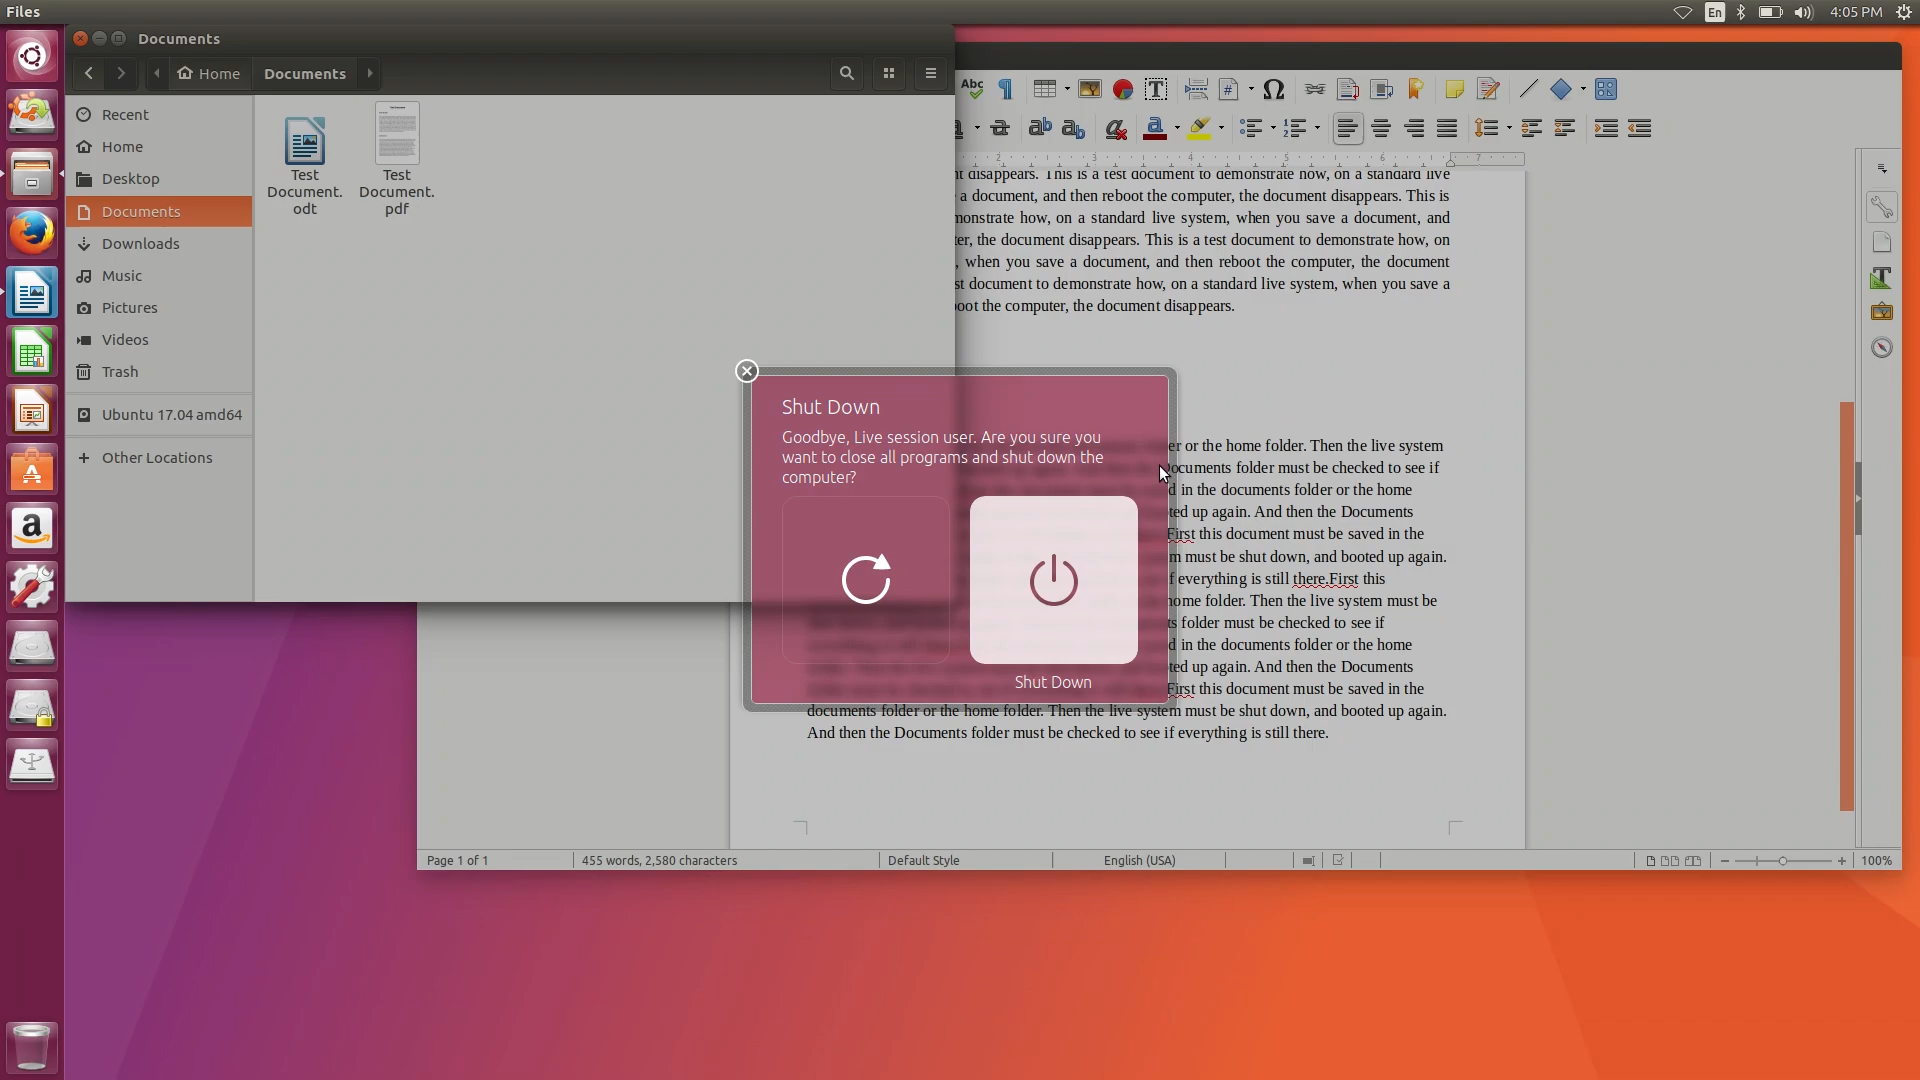 Files
En
4:05 PM
Documents
Home
Documents
Recent
Home
Desktop
Documents
Downloads
Music
Pictures
Videos
Trash
Ubuntu 17.04 amd64
Other Locations
Test
Document.
odt
Test
Document.
pdf
Abc
2 3 4 5 6 7
disappears. This is a test document to demonstrate how, on a standard live
a document, and then reboot the computer, the document disappears. This is
how, on a standard live system, when you save a document, and
the document disappears. This is a test document to demonstrate how, on
, when you save a document, and then reboot the computer, the document
document to demonstrate how, on a standard live system, when you save a
the computer, the document disappears.
Shut Down
Goodbye, Live session user. Are you sure you
want to close all programs and shut down the
computer?
Shut Down
or the home folder. Then the live system
Documents folder must be checked to see if
in the documents folder or the home
up again. And then the Documents
First this document must be saved in the
must be shut down, and booted up again.
if everything is still there.First this
home folder. Then the live system must be
folder must be checked to see if
in the documents folder or the home
up again. And then the Documents
First this document must be saved in the
documents folder or the home folder. Then the live system must be shut down, and booted up again.
And then the Documents folder must be checked to see if everything is still there.
Page 1 of 1
455 words, 2,580 characters
Default Style
English (USA)
100%